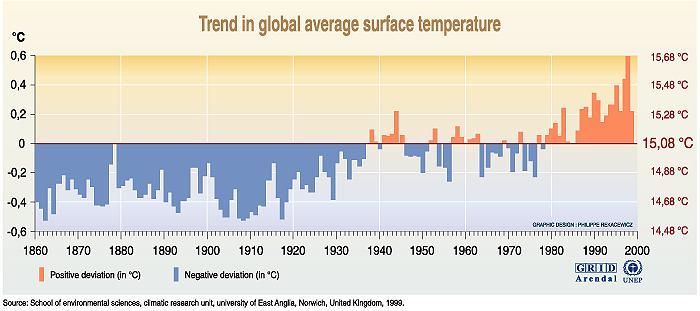 Trend in global average surface temperature
°C
0,6 15,68 °C
0,4 15,48 °C
0,2 15,28 °C
0 15,08 °C
-0,2 14,88 °C
-0,4 14,68 °C
-0,6 14,48 °C
GRAPHIC DESIGN : PHILIPPE REKACEWICZ
1860 1870 1880 1890 1900 1910 1920 1930 1940 1950 1960 1970 1980 1990 2000
Positive deviation (in °C) Negative deviation (in °C)
GRID
Arendal UNEP
Source: School of environmental sciences, climatic research unit, university of East Anglia, Norwich, United Kingdom, 1999.